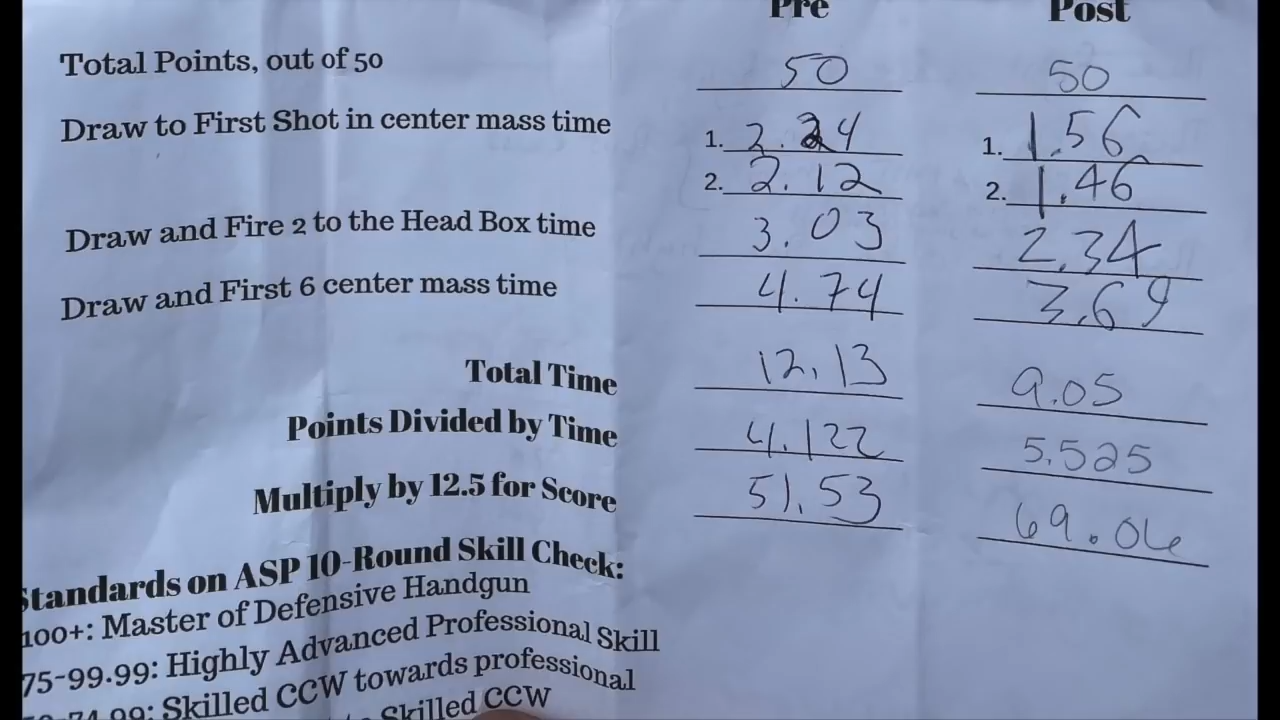 Pre Post
Total Points, out of 50 50 50
Draw to First Shot in center mass time 1. 2.24 1. 1.56
2. 2.12 2. 1.46
Draw and Fire 2 to the Head Box time 3.03 2.34
Draw and First 6 center mass time 4.74 3.69
Total Time 12.13 9.05
Points Divided by Time 4.122 5.525
Multiply by 12.5 for Score 51.53 69.06
Standards on ASP 10-Round Skill Check:
100+: Master of Defensive Handgun
75-99.99: Highly Advanced Professional Skill
74.99: Skilled CCW towards professional
Skilled CCW